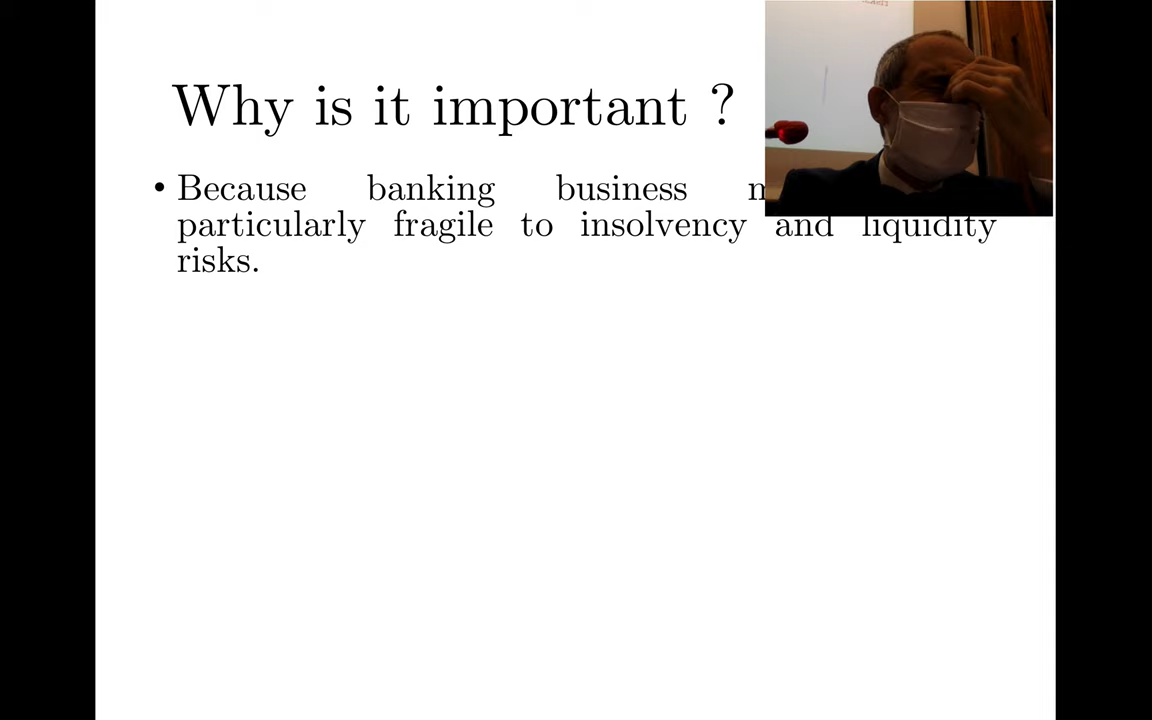 Why is it important ?
• Because banking business
particularly fragile to insolvency and liquidity
risks.